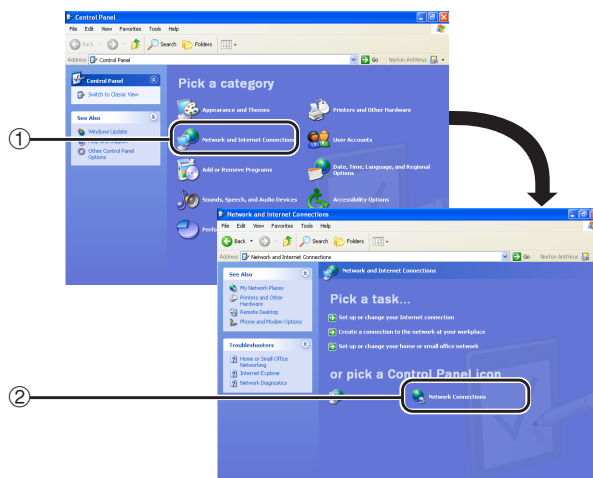 Control Panel
File Edit View Favorites Tools Help
Back Search Folders
Address Control Panel Go Norton AntiVirus
Control Panel
Switch to Classic View
See Also
Windows Update
Help and Support
Other Control Panel
Options
Pick a category
Appearance and Themes
Printers and Other Hardware
Network and Internet Connections
User Accounts
Add or Remove Programs
Date, Time, Language, and Regional
Options
Sounds, Speech, and Audio Devices
Accessibility Options
Perfo
①
Network and Internet Connections
File Edit View Favorites Tools Help
Back Search Folders
Address Network and Internet Connections Go Norton AntiVirus
See Also
My Network Places
Printers and Other
Hardware
Remote Desktop
Phone and Modem Options
Troubleshooters
Home or Small Office
Networking
Internet Explorer
Network Diagnostics
Network and Internet Connections
Pick a task...
Set up or change your Internet connection
Create a connection to the network at your workplace
Set up or change your home or small office network
or pick a Control Panel icon
Network Connections
②